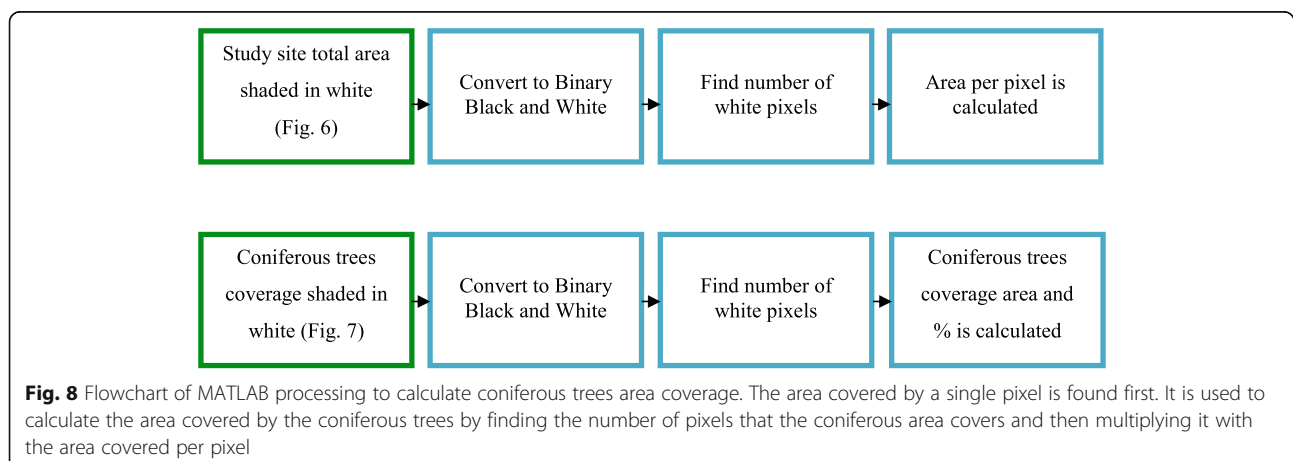 Study site total area
shaded in white
(Fig. 6)
Convert to Binary
Black and White
Find number of
white pixels
Area per pixel is
calculated
Coniferous trees
coverage shaded in
white (Fig. 7)
Convert to Binary
Black and White
Find number of
white pixels
Coniferous trees
coverage area and
% is calculated
Fig. 8 Flowchart of MATLAB processing to calculate coniferous trees area coverage. The area covered by a single pixel is found first. It is used to
calculate the area covered by the coniferous trees by finding the number of pixels that the coniferous area covers and then multiplying it with
the area covered per pixel